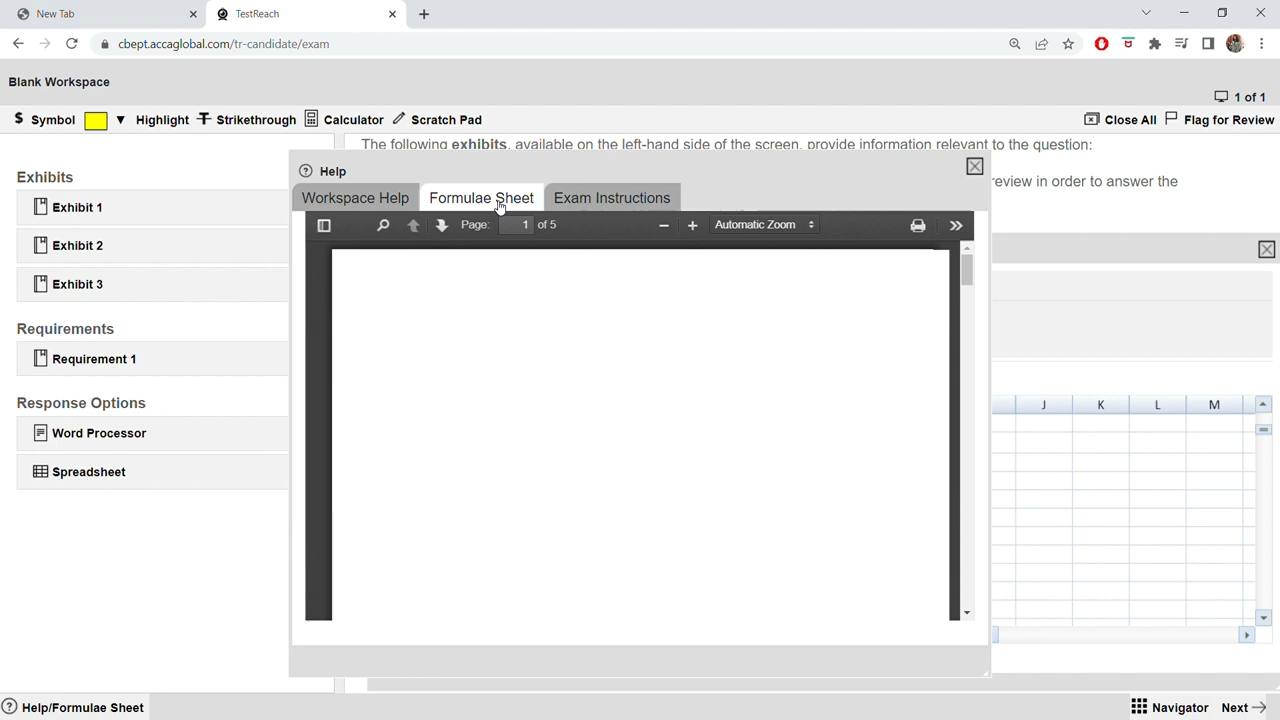 New Tab
TestReach
cbept.accaglobal.com/tr-candidate/exam
Blank Workspace
1 of 1
$ Symbol Highlight Strikethrough Calculator Scratch Pad Close All Flag for Review
The following exhibits, available on the left-hand side of the screen, provide information relevant to the question:
Help
Exhibits
eview in order to answer the
Workspace Help Formulae Sheet Exam Instructions
Exhibit 1
Page: 1 of 5 Automatic Zoom
Exhibit 2
Exhibit 3
Requirements
Requirement 1
Response Options
J K L M
Word Processor
Spreadsheet
Help/Formulae Sheet Navigator Next